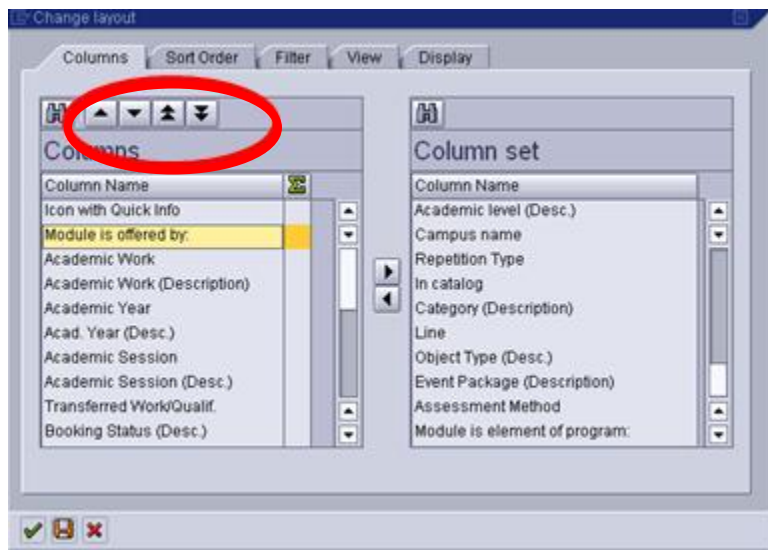 Change layout
Columns Sort Order Filter View Display
Columns
Column Name
Icon with Quick Info
Module is offered by:
Academic Work
Academic Work (Description)
Academic Year
Acad. Year (Desc.)
Academic Session
Academic Session (Desc.)
Transferred Work/Qualif.
Booking Status (Desc.)
Column set
Column Name
Academic level (Desc.)
Campus name
Repetition Type
In catalog
Category (Description)
Line
Object Type (Desc.)
Event Package (Description)
Assessment Method
Module is element of program: